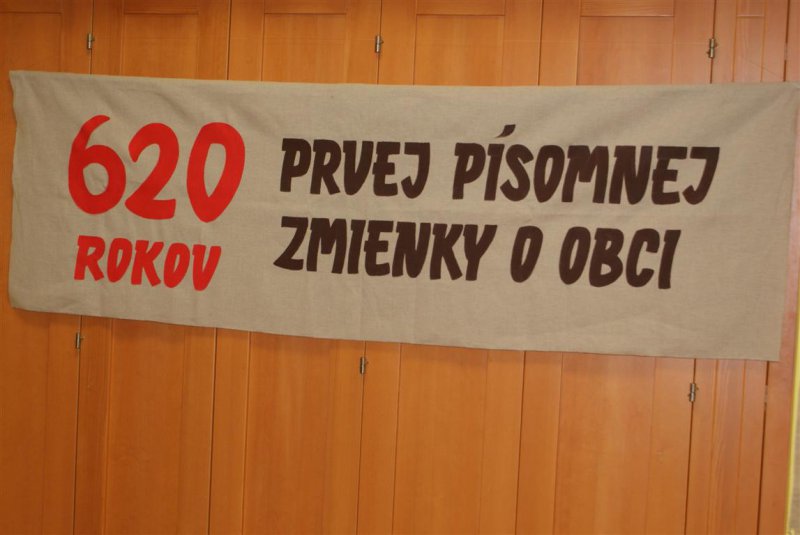 620 PRVEJ PÍSOMNEJ
ROKOV ZMIENKY O OBCI